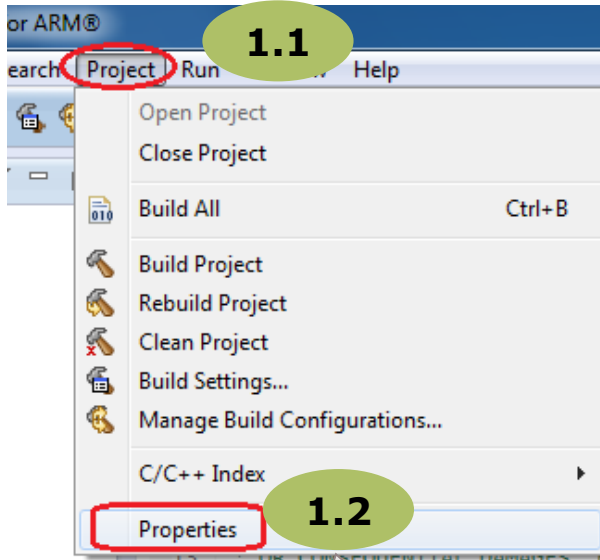 or ARM®
1.1
earch Project Run Help
Open Project
Close Project
Build All Ctrl+B
Build Project
Rebuild Project
Clean Project
Build Settings...
Manage Build Configurations...
C/C++ Index
Properties
1.2